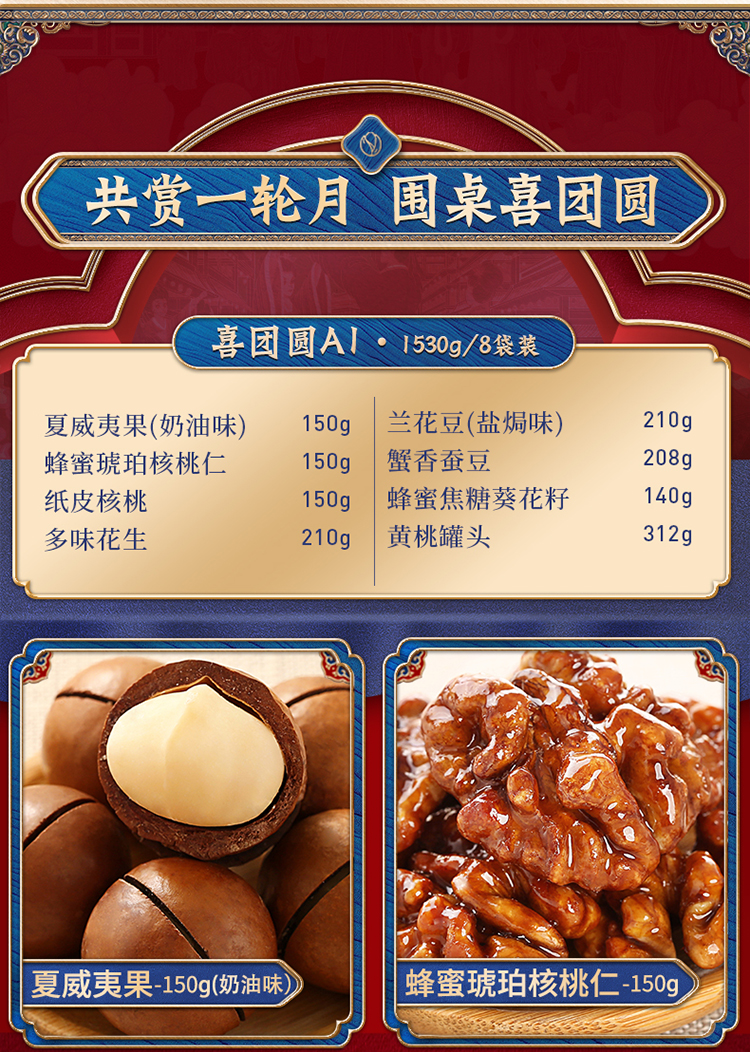 共赏一轮月 围桌喜团圆
喜团圆A1·1530g/8袋装
夏威夷果(奶油味) 150g
蜂蜜琥珀核桃仁 150g
纸皮核桃 150g
多味花生 210g
兰花豆(盐焗味) 210g
蟹香蚕豆 208g
蜂蜜焦糖葵花籽 140g
黄桃罐头 312g
夏威夷果-150g(奶油味)
蜂蜜琥珀核桃仁-150g